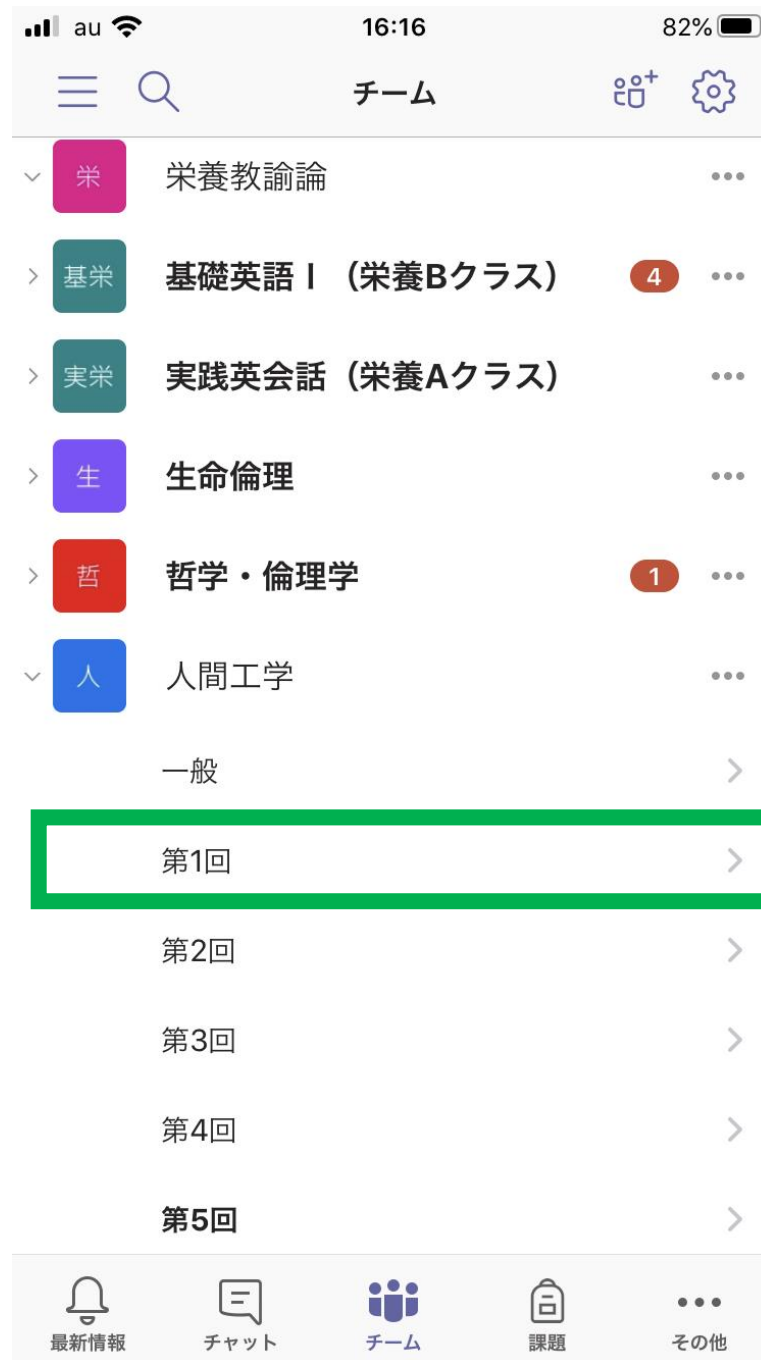 au 16:16 82%
チーム
栄 栄養教諭論
基栄 基礎英語Ⅰ（栄養Bクラス） 4
実栄 実践英会話（栄養Aクラス）
生 生命倫理
哲 哲学・倫理学 1
人 人間工学
一般
第1回
第2回
第3回
第4回
第5回
最新情報 チャット チーム 課題 その他